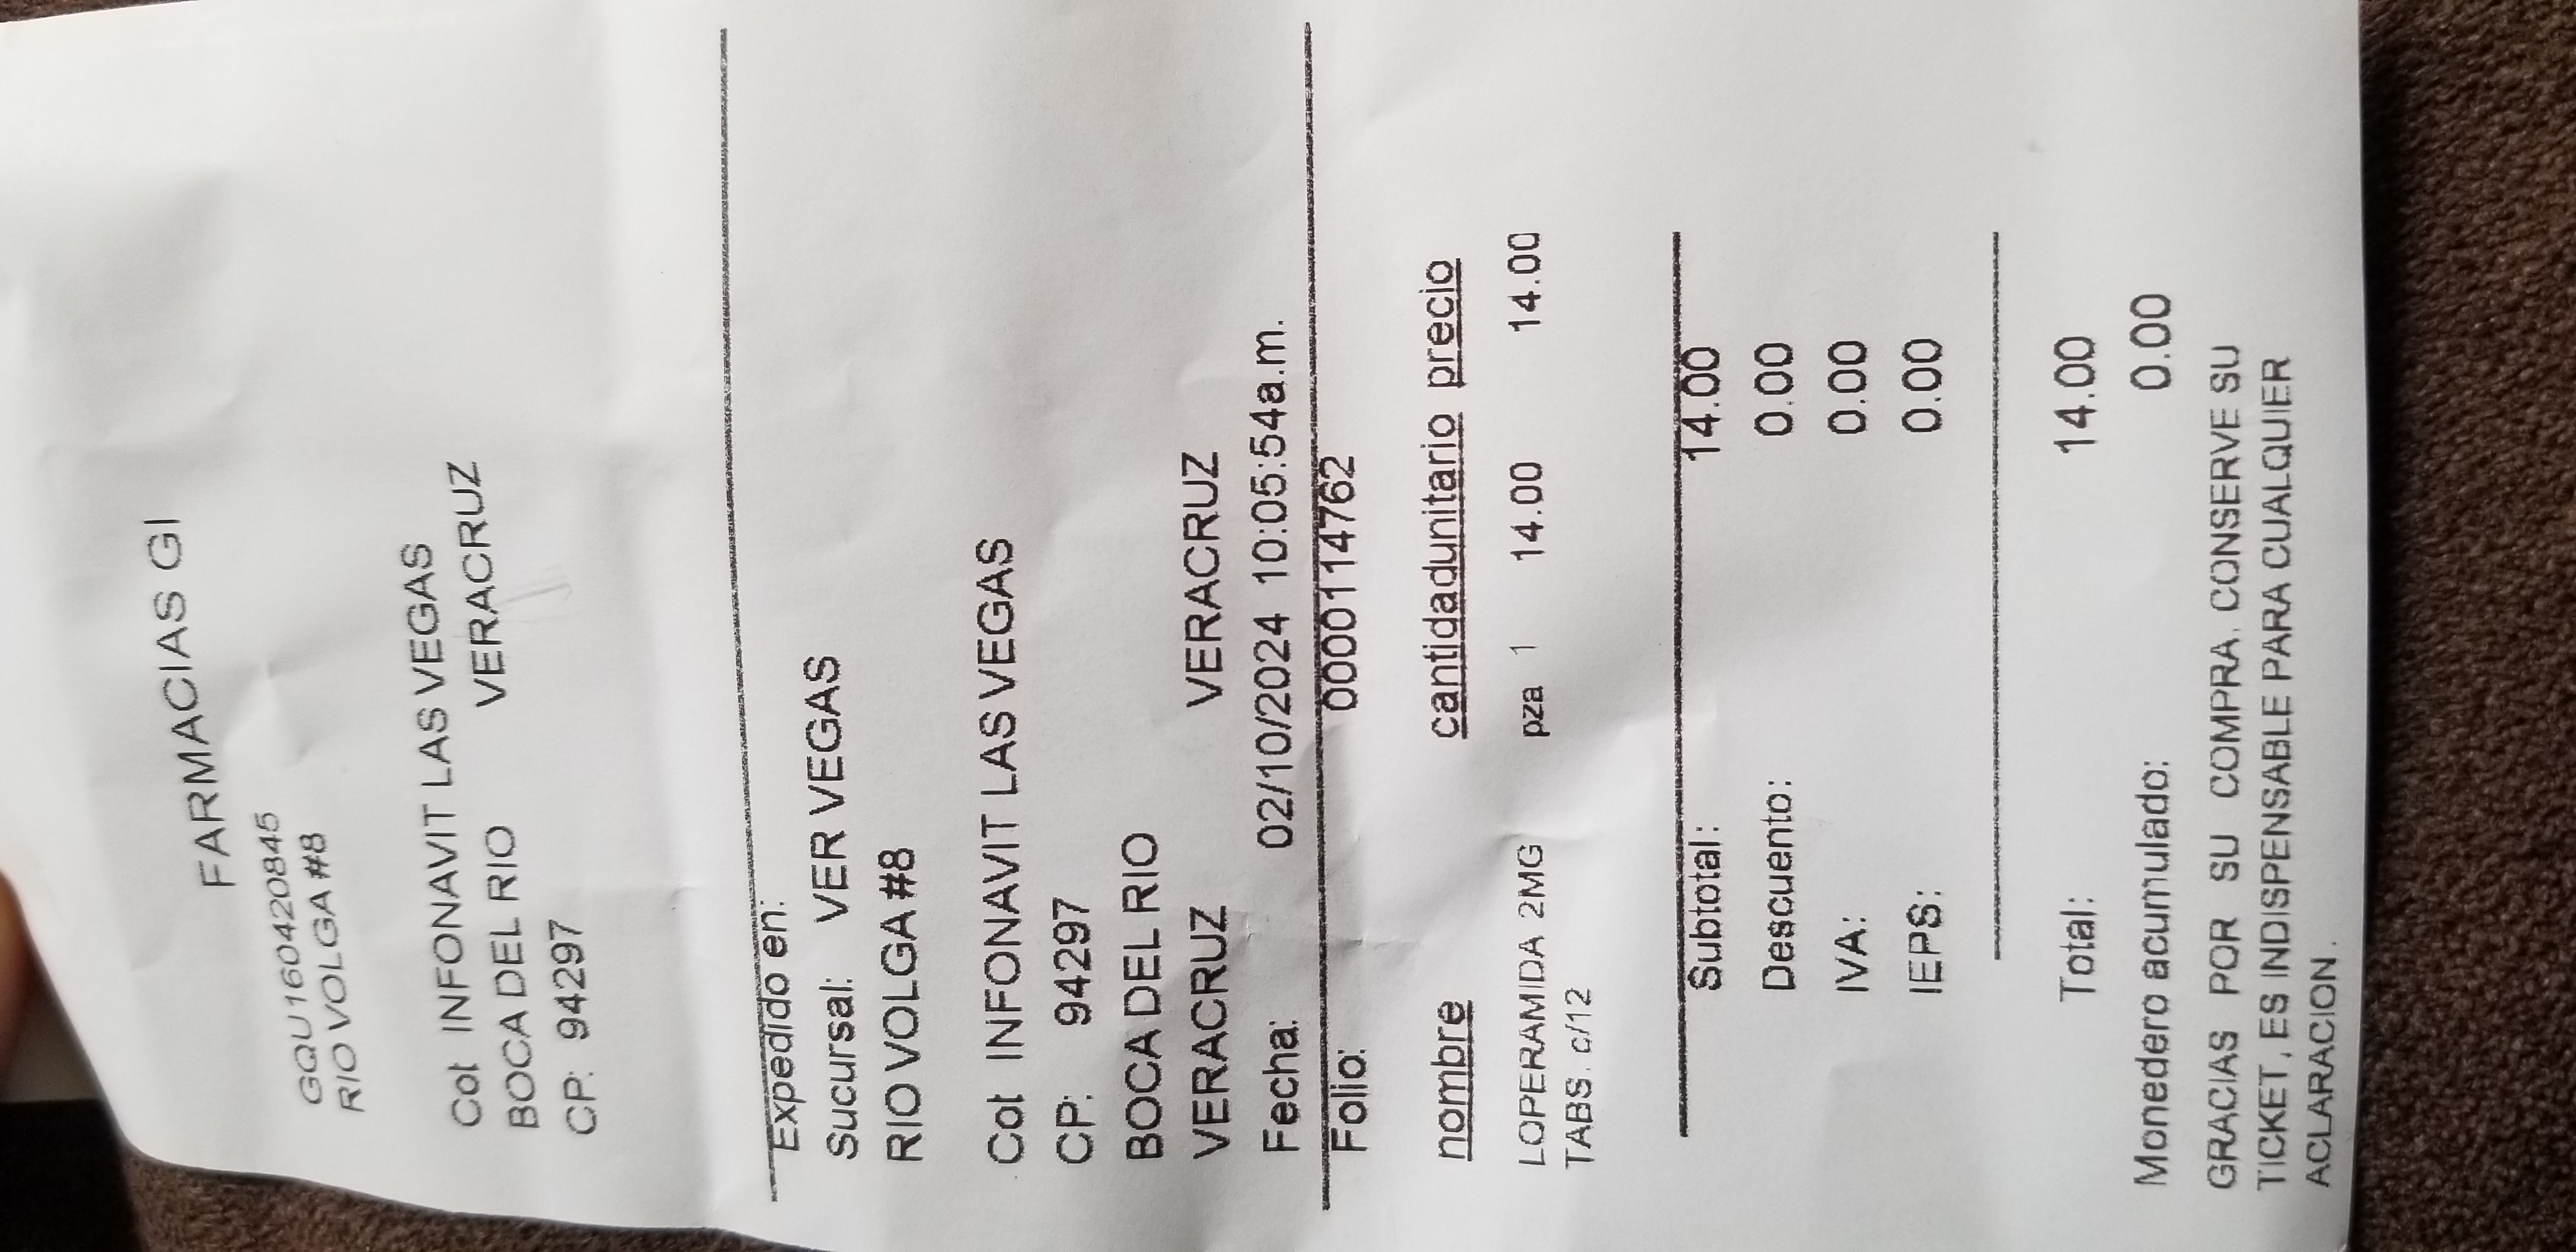 FARMACIAS GI
GGQU160420845
RIO VOLGA #8
Col INFONAVIT LAS VEGAS
BOCA DEL RIO VERACRUZ
CP: 94297
Expedido en:
Sucursal: VER VEGAS
RIO VOLGA #8
Col INFONAVIT LAS VEGAS
CP: 94297
BOCA DEL RIO
VERACRUZ VERACRUZ
Fecha: 02/10/2024 10:05:54a.m.
Folio: 0000114762
nombre cantidadunitario precio
LOPERAMIDA 2MG pza 1 14.00 14.00
TABS. c/12
Subtotal: 14.00
Descuento: 0.00
IVA: 0.00
IEPS: 0.00
Total: 14.00
Monedero acumulado: 0.00
GRACIAS POR SU COMPRA, CONSERVE SU
TICKET, ES INDISPENSABLE PARA CUALQUIER
ACLARACION.